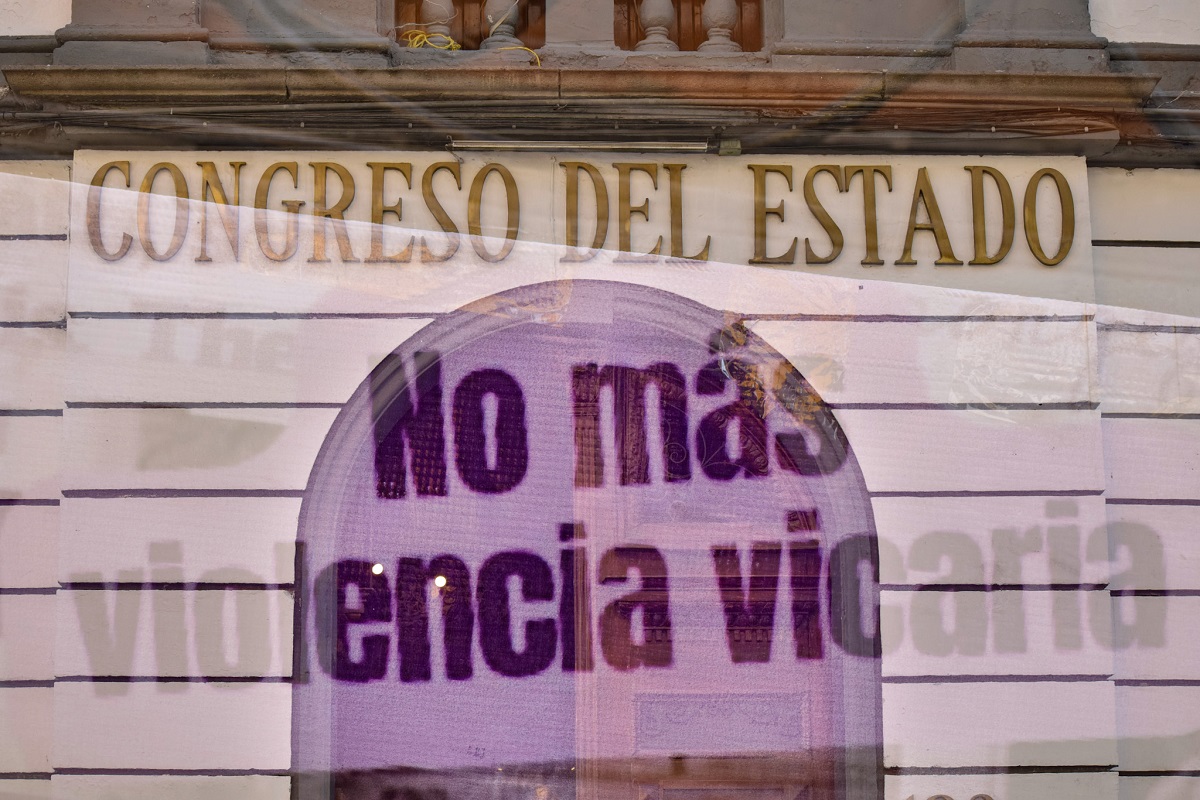 CONGRESO DEL ESTADO
No más
violencia vicaria